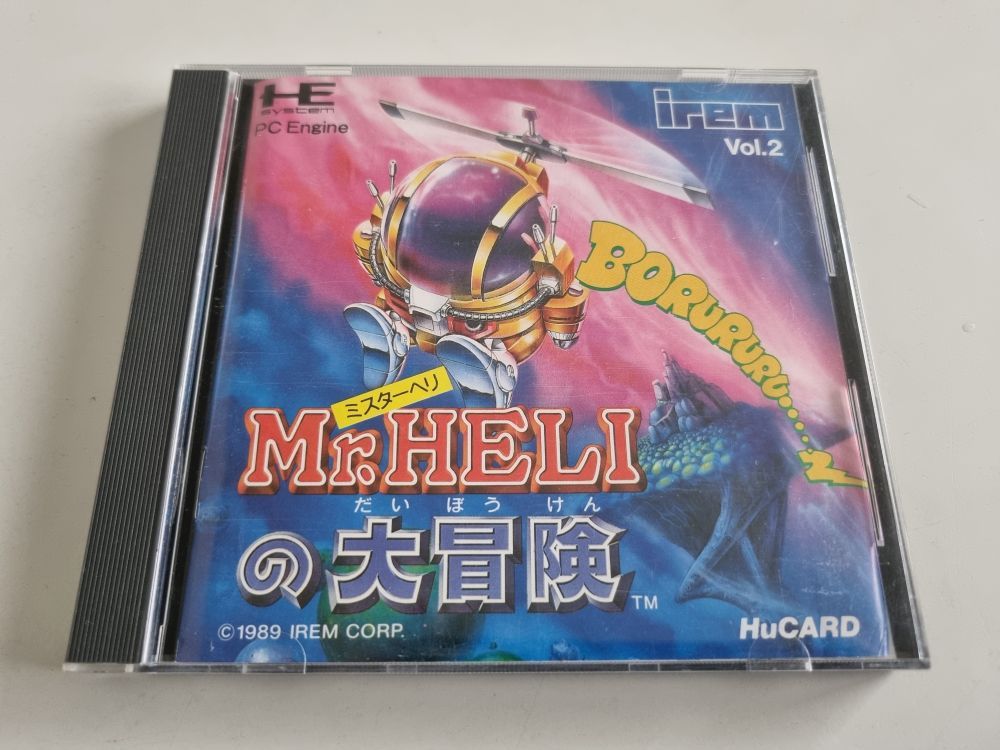 HE
system
PC Engine
irem
Vol.2
BORURURU....N
ミスターヘリ
Mr.HELI
だいぼうけん
の大冒険
TM
© 1989 IREM CORP.
HuCARD